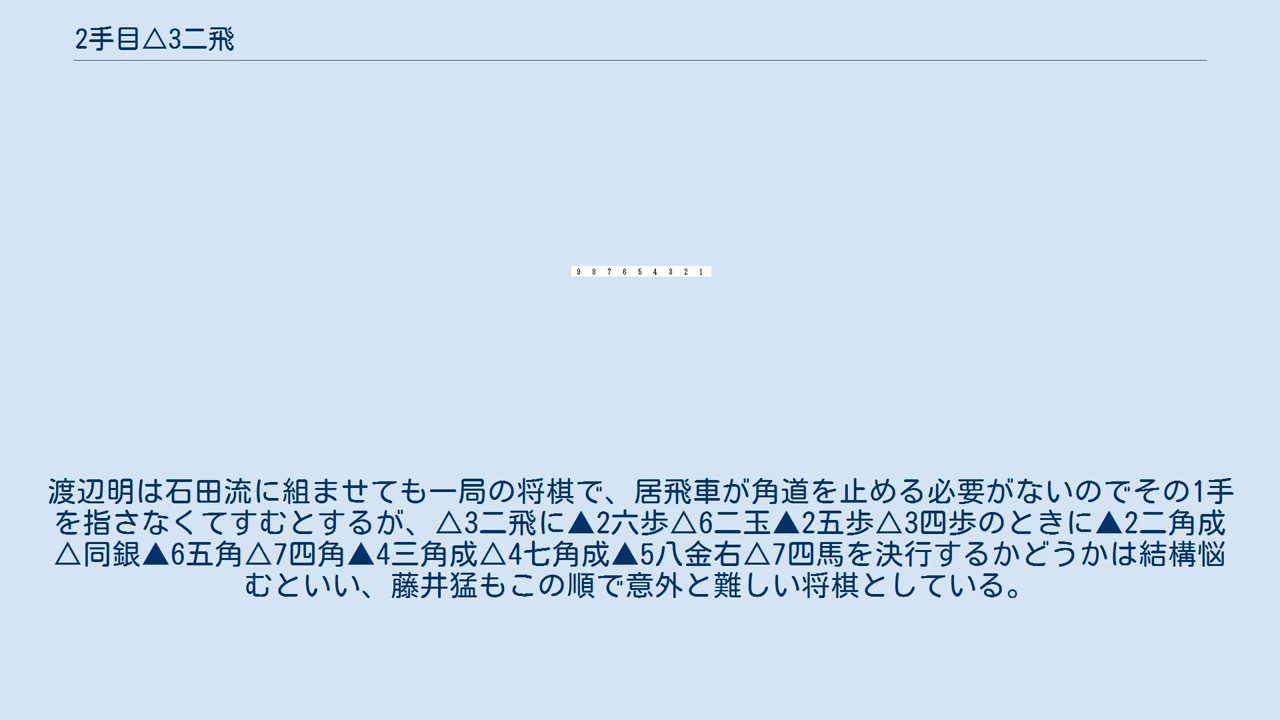 2手目△3二飛
9 8 7 6 5 4 3 2 1
渡辺明は石田流に組ませても一局の将棋で、居飛車が角道を止める必要がないのでその1手
を指さなくてすむとするが、△3二飛に▲2六歩△6二玉▲2五歩△3四歩のときに▲2二角成
△同銀▲6五角△7四角▲4三角成△4七角成▲5八金右△7四馬を決行するかどうかは結構悩
むといい、藤井猛もこの順で意外と難しい将棋としている。